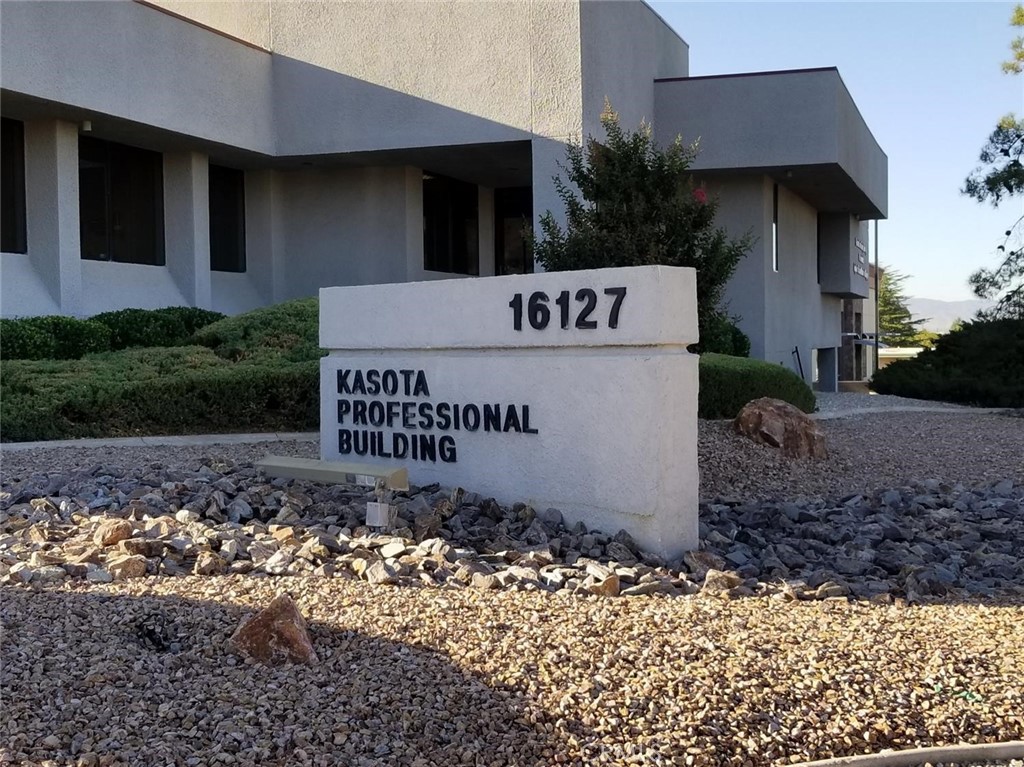 16127
KASOTA
PROFESSIONAL
BUILDING